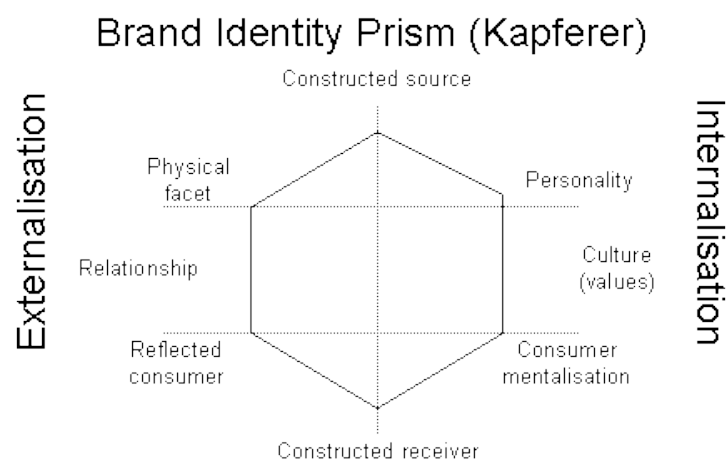 Brand Identity Prism (Kapferer)
Constructed source
Externalisation
Internalisation
Physical
facet
Personality
Relationship
Culture
(values)
Reflected
consumer
Consumer
mentalisation
Constructed receiver